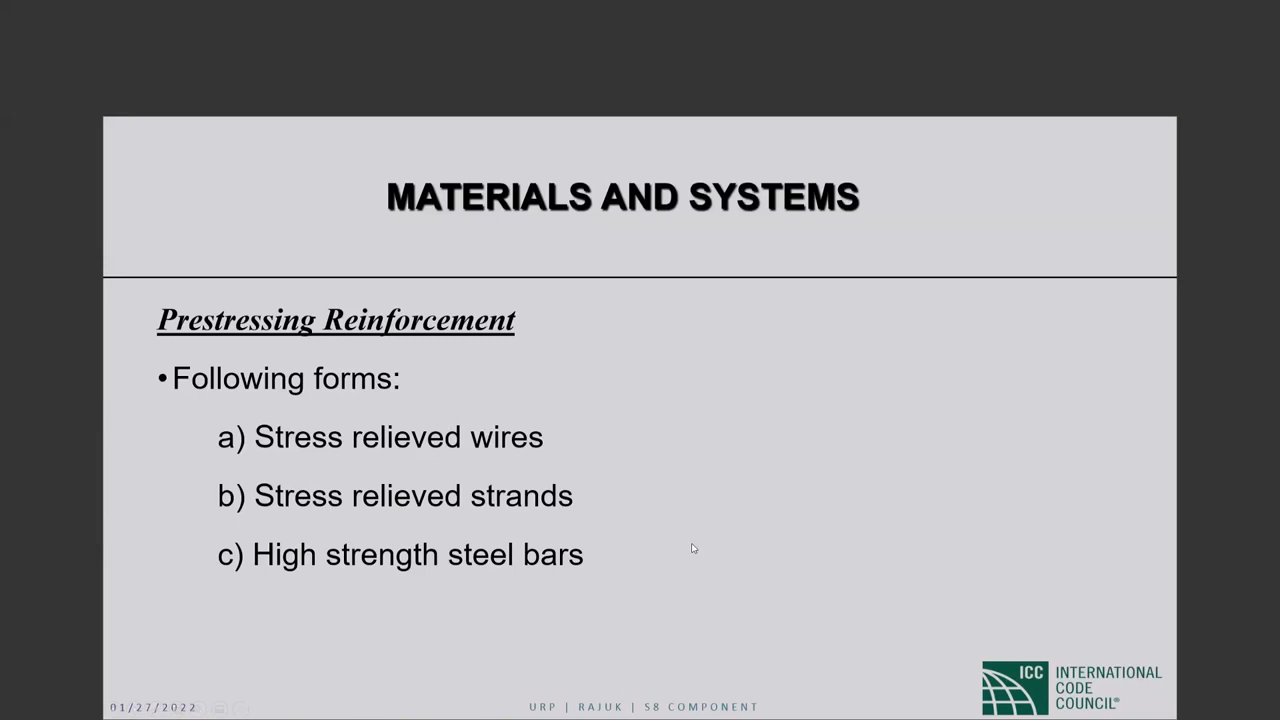 MATERIALS AND SYSTEMS
Prestressing Reinforcement
• Following forms:
a) Stress relieved wires
b) Stress relieved strands
c) High strength steel bars
ICC INTERNATIONAL
CODE
COUNCIL®
01/27/2022
URP | RAJUK | S8 COMPONENT